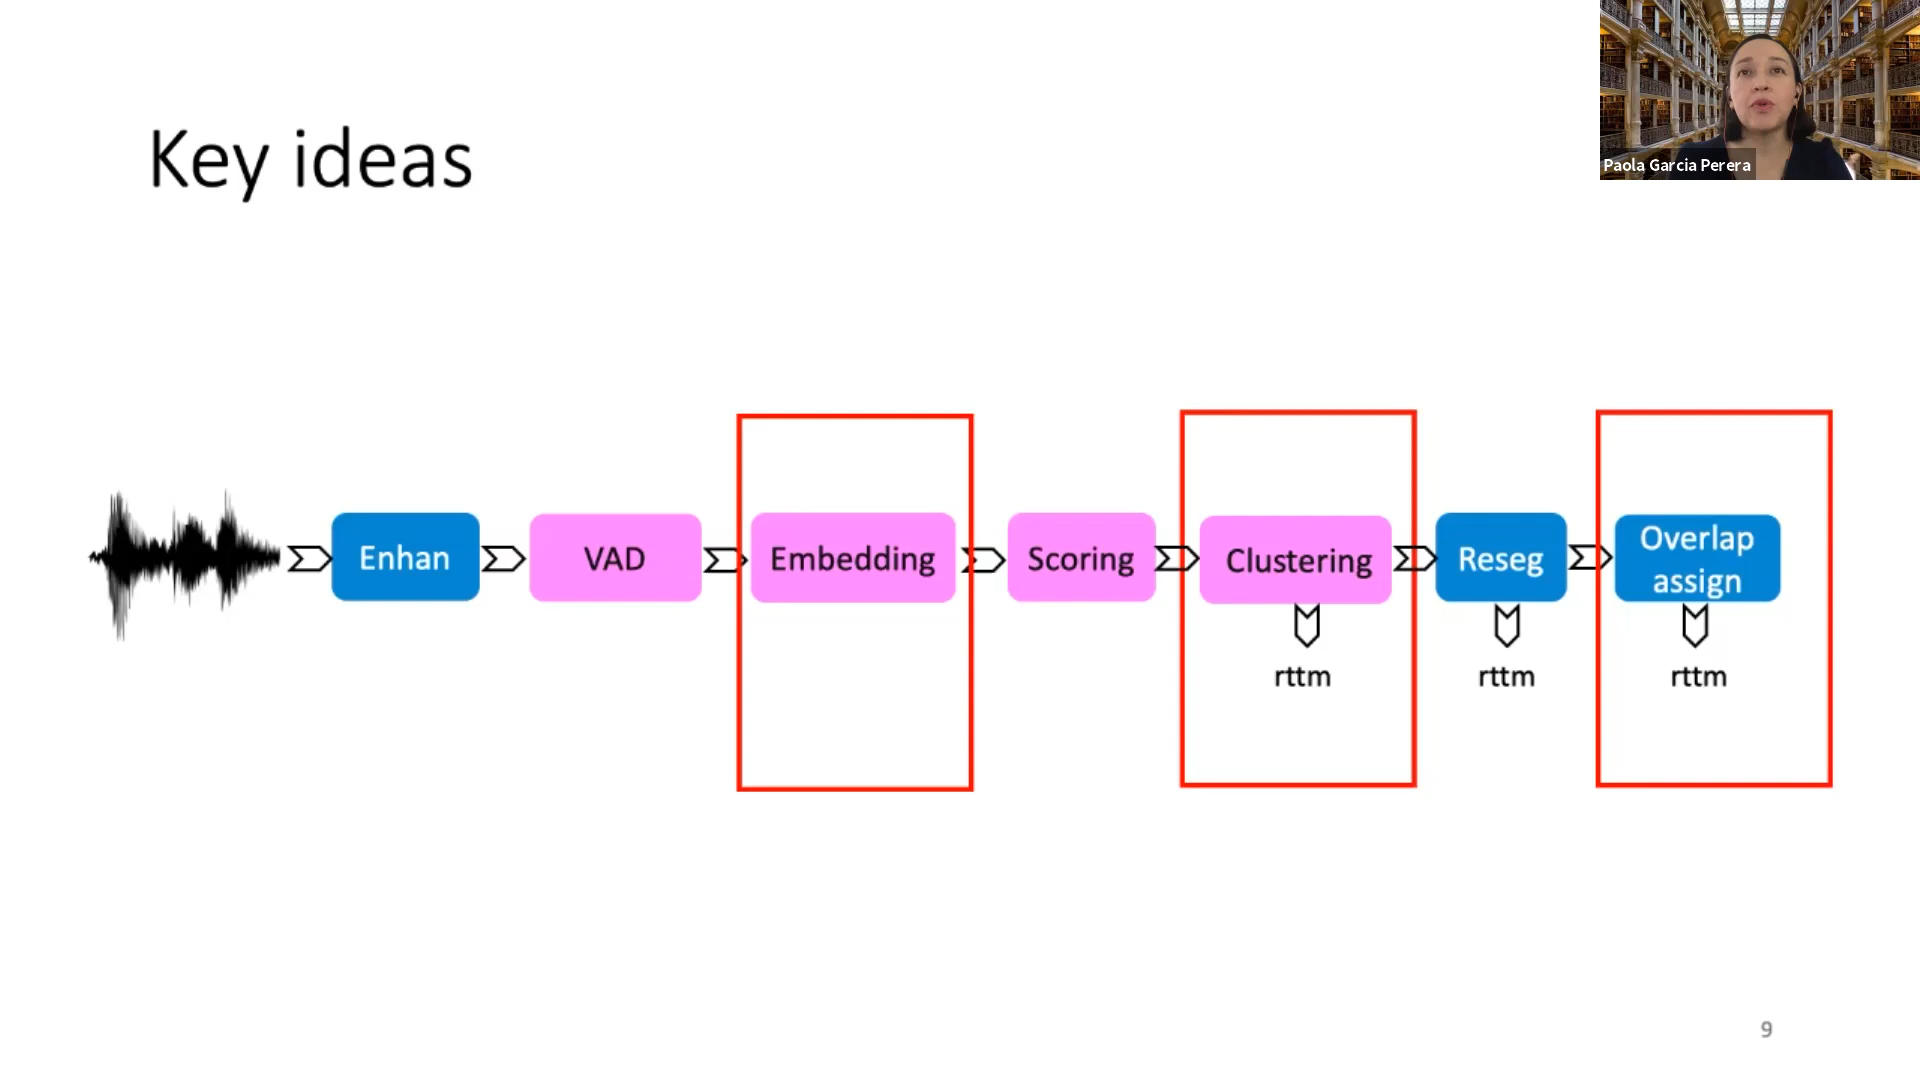 Key ideas
Paola Garcia Perera
Enhan
VAD
Embedding
Scoring
Clustering
Reseg
Overlap
assign
rttm
rttm
rttm
9